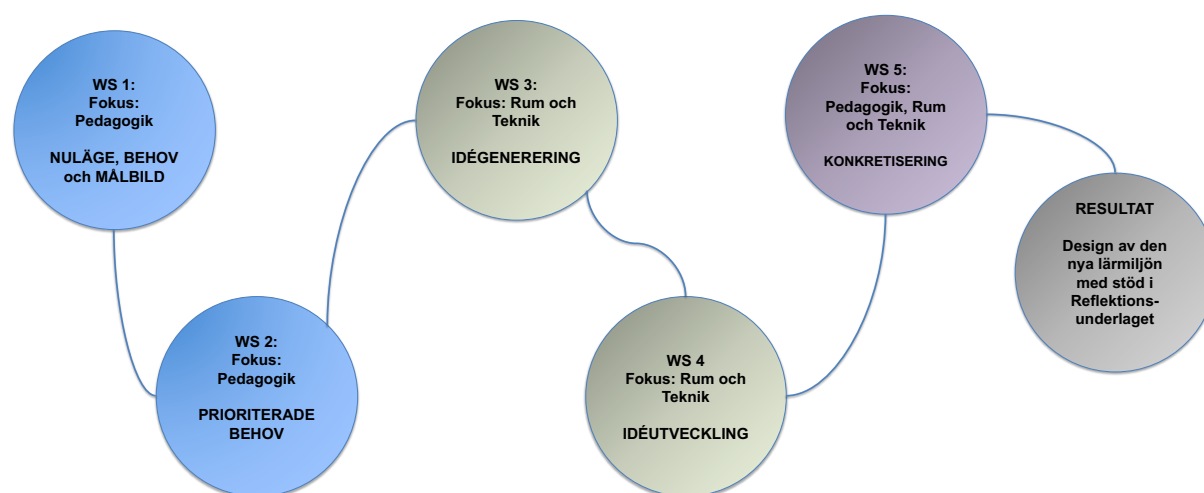 WS 1:
Fokus:
Pedagogik
NULÄGE, BEHOV
och MÅLBILD
WS 2:
Fokus:
Pedagogik
PRIORITERADE
BEHOV
WS 3:
Fokus: Rum och
Teknik
IDÉGENERERING
WS 4
Fokus: Rum och
Teknik
IDÉUTVECKLING
WS 5:
Fokus:
Pedagogik, Rum
och Teknik
KONKRETISERING
RESULTAT
Design av den
nya lärmiljön
med stöd i
Reflektions-
underlaget